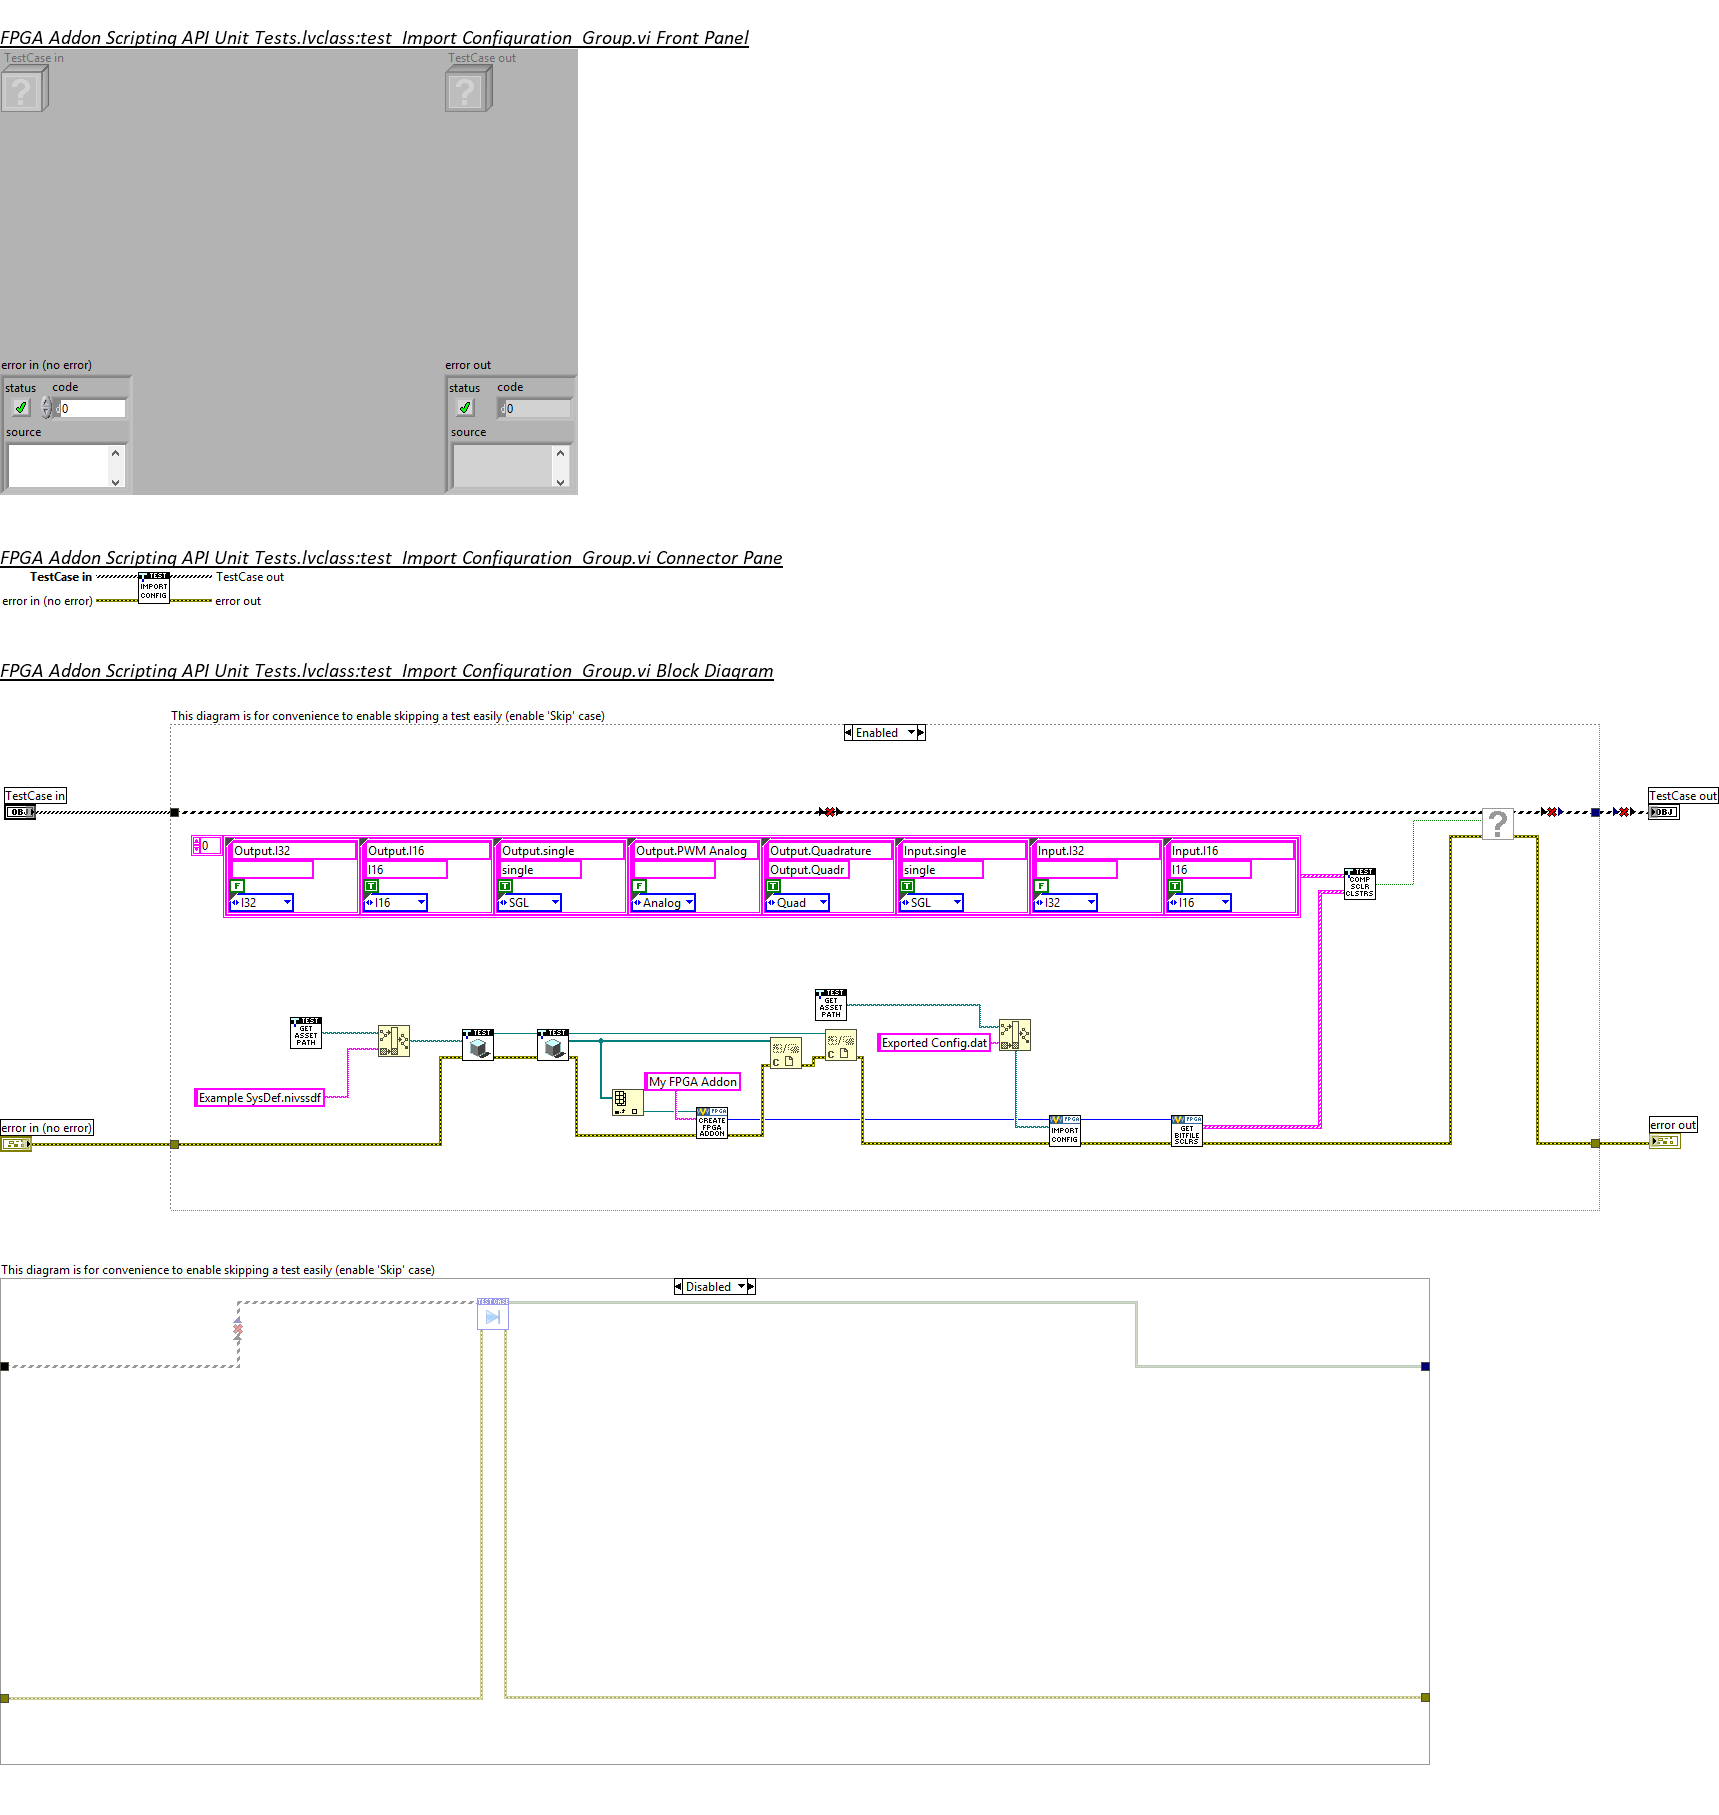 FPGA Addon Scripting API Unit Tests.lvclass:test_Import Configuration_Group.vi Front Panel
TestCase in
TestCase out
?
?
error in (no error)
error out
status code
status code
0
0
source
source
FPGA Addon Scripting API Unit Tests.lvclass:test_Import Configuration_Group.vi Connector Pane
TestCase in
TEST
IMPORT
CONFIG
TestCase out
error in (no error)
error out
FPGA Addon Scripting API Unit Tests.lvclass:test_Import Configuration_Group.vi Block Diagram
This diagram is for convenience to enable skipping a test easily (enable 'Skip' case)
Enabled
TestCase in
OBJ
TestCase out
OBJ
?
0
Output.I32
Output.I16
Output.single
Output.PWM Analog
Output.Quadrature
Input.single
Input.I32
Input.I16
I16
single
Output.Quadr
single
I16
F
T
T
F
T
T
F
T
I32
I16
SGL
Analog
Quad
SGL
I32
I16
TEST
COMP
SCLR
CLSTRS
TEST
GET
ASSET
PATH
TEST
GET
ASSET
PATH
TEST
TEST
C
C
Exported Config.dat
My FPGA Addon
Example SysDef.nivssdf
FPGA
CREATE
FPGA
ADDON
FPGA
IMPORT
CONFIG
FPGA
GET
BITFILE
SCLRS
error in (no error)
error out
This diagram is for convenience to enable skipping a test easily (enable 'Skip' case)
Disabled
TEST CASE